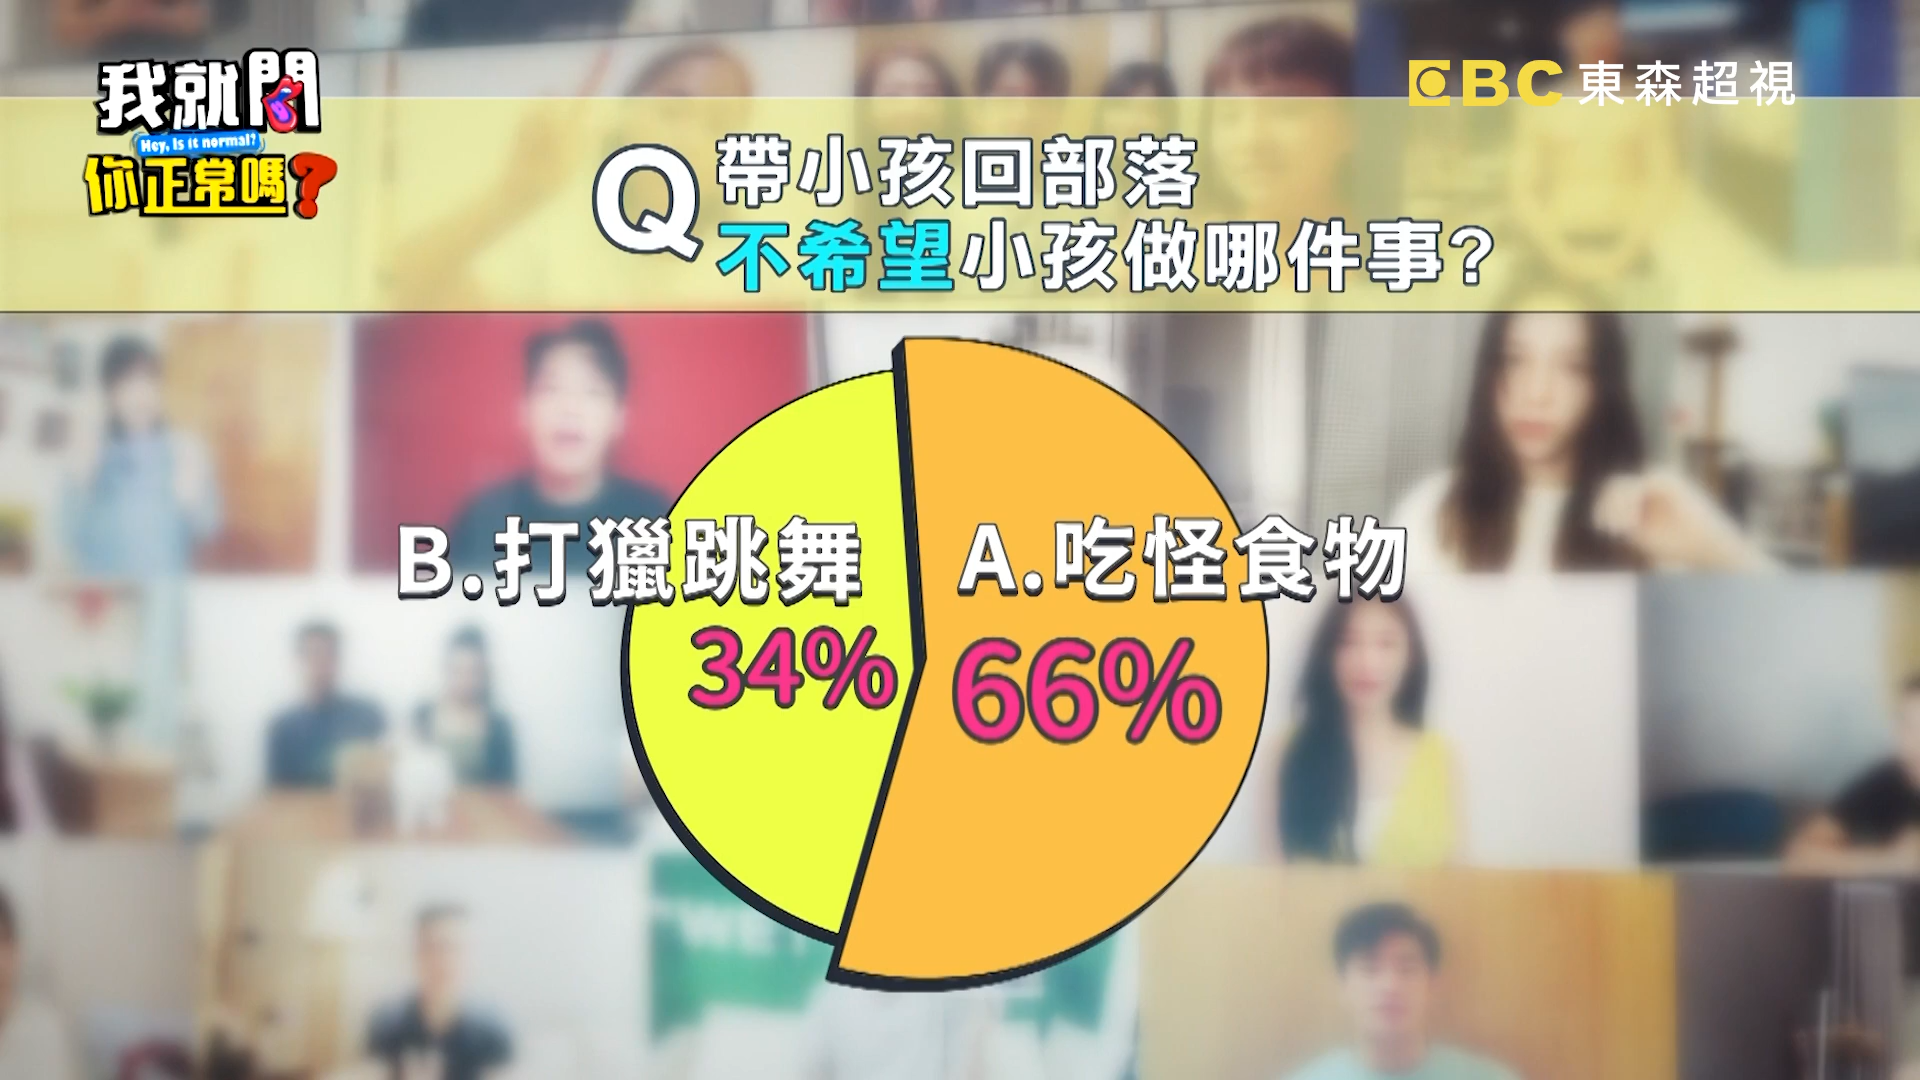 我就問
Hey, Is it normal?
你正常嗎?
EBC 東森超視
Q 帶小孩回部落
不希望小孩做哪件事?
B.打獵跳舞
34%
A.吃怪食物
66%